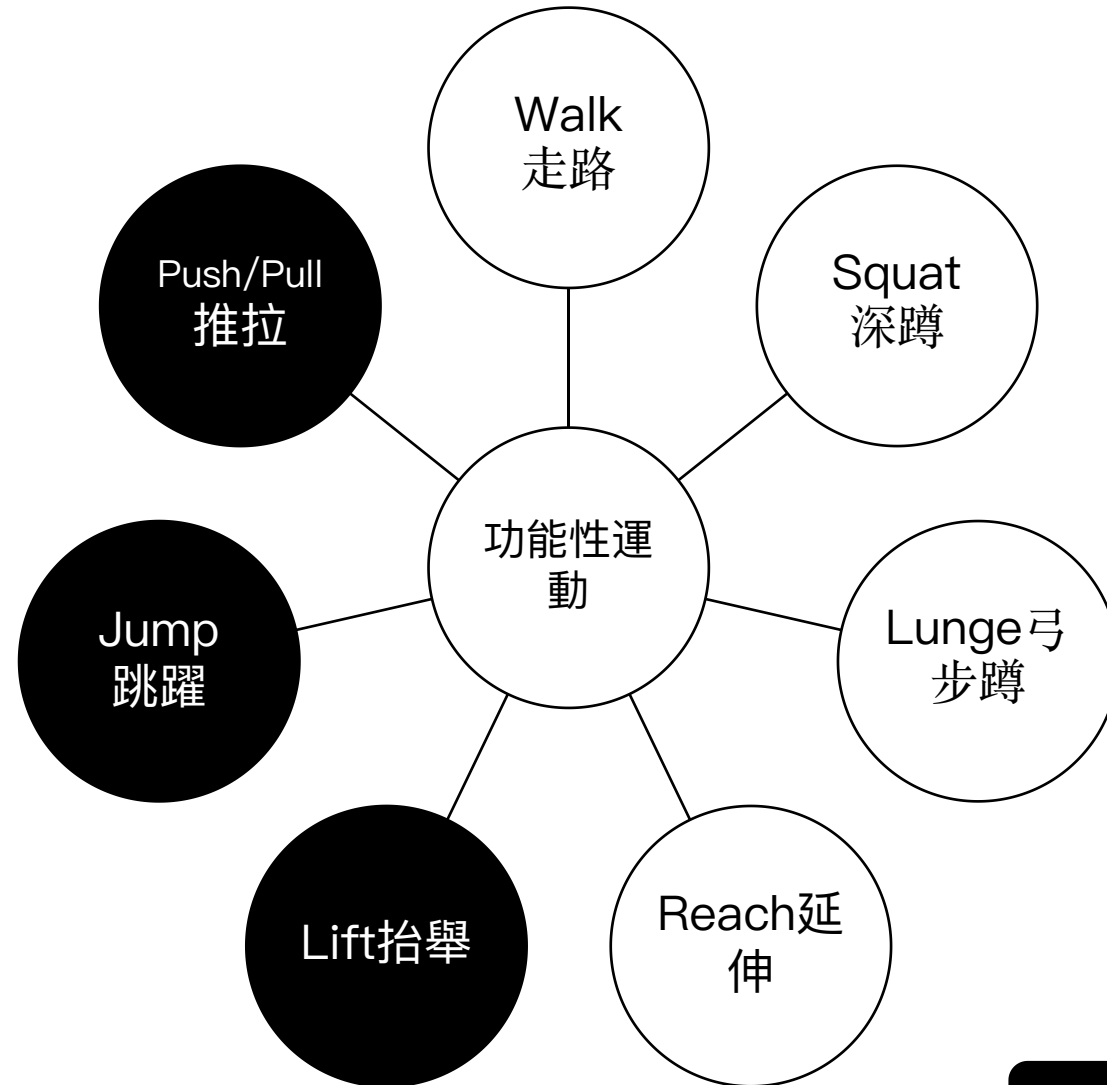 Walk
走路
Squat
深蹲
Lunge弓
步蹲
Reach延
伸
Lift抬舉
Jump
跳躍
Push/Pull
推拉
功能性運
動